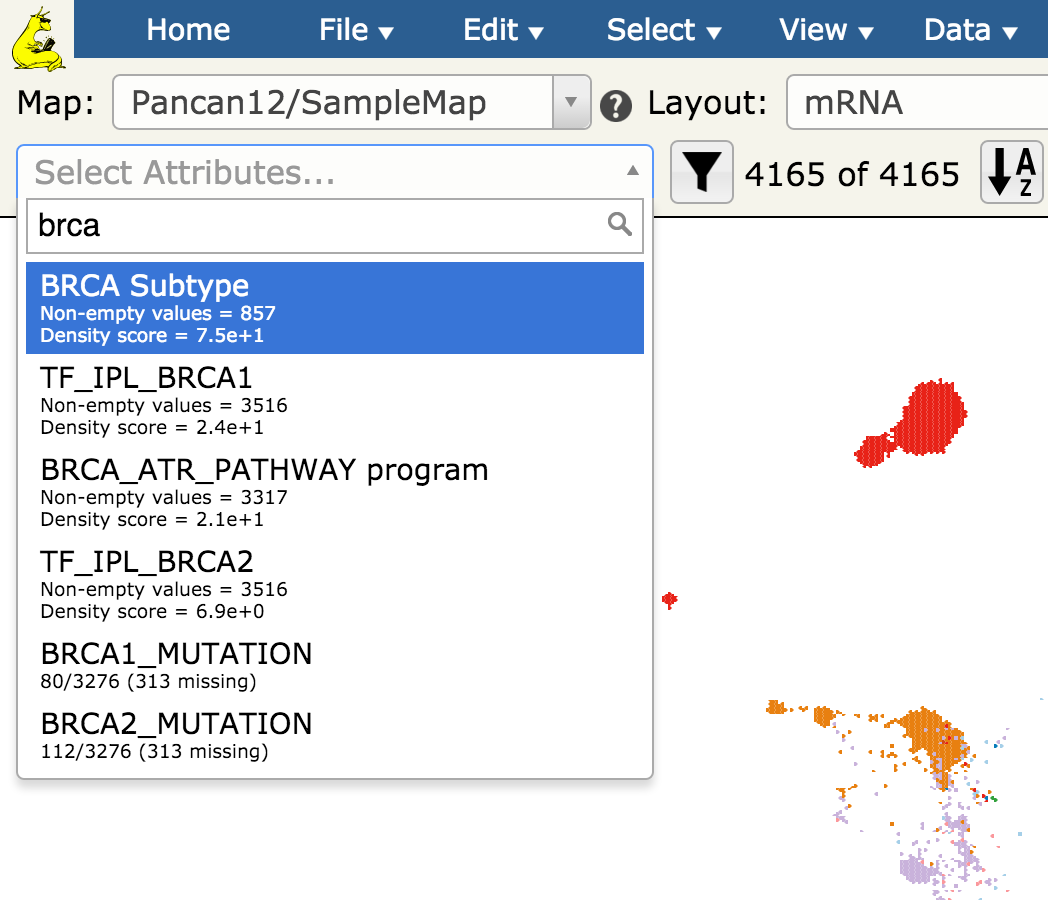 Home File Edit Select View Data
Map: Pancan12/SampleMap ? Layout: mRNA
Select Attributes... 4165 of 4165 A
Z
brca
BRCA Subtype
Non-empty values = 857
Density score = 7.5e+1
TF_IPL_BRCA1
Non-empty values = 3516
Density score = 2.4e+1
BRCA_ATR_PATHWAY program
Non-empty values = 3317
Density score = 2.1e+1
TF_IPL_BRCA2
Non-empty values = 3516
Density score = 6.9e+0
BRCA1_MUTATION
80/3276 (313 missing)
BRCA2_MUTATION
112/3276 (313 missing)